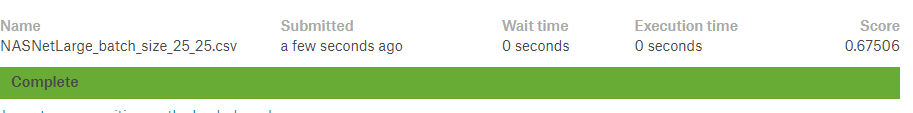 Name Submitted Wait time Execution time Score
NASNetLarge_batch_size_25_25.csv a few seconds ago 0 seconds 0 seconds 0.67506
Complete